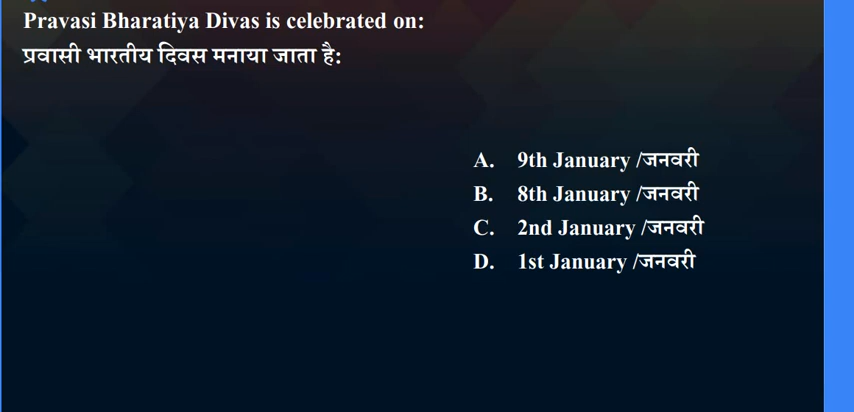 Pravasi Bharatiya Divas is celebrated on:
प्रवासी भारतीय दिवस मनाया जाता है:
A. 9th January /जनवरी
B. 8th January /जनवरी
C. 2nd January /जनवरी
D. 1st January /जनवरी